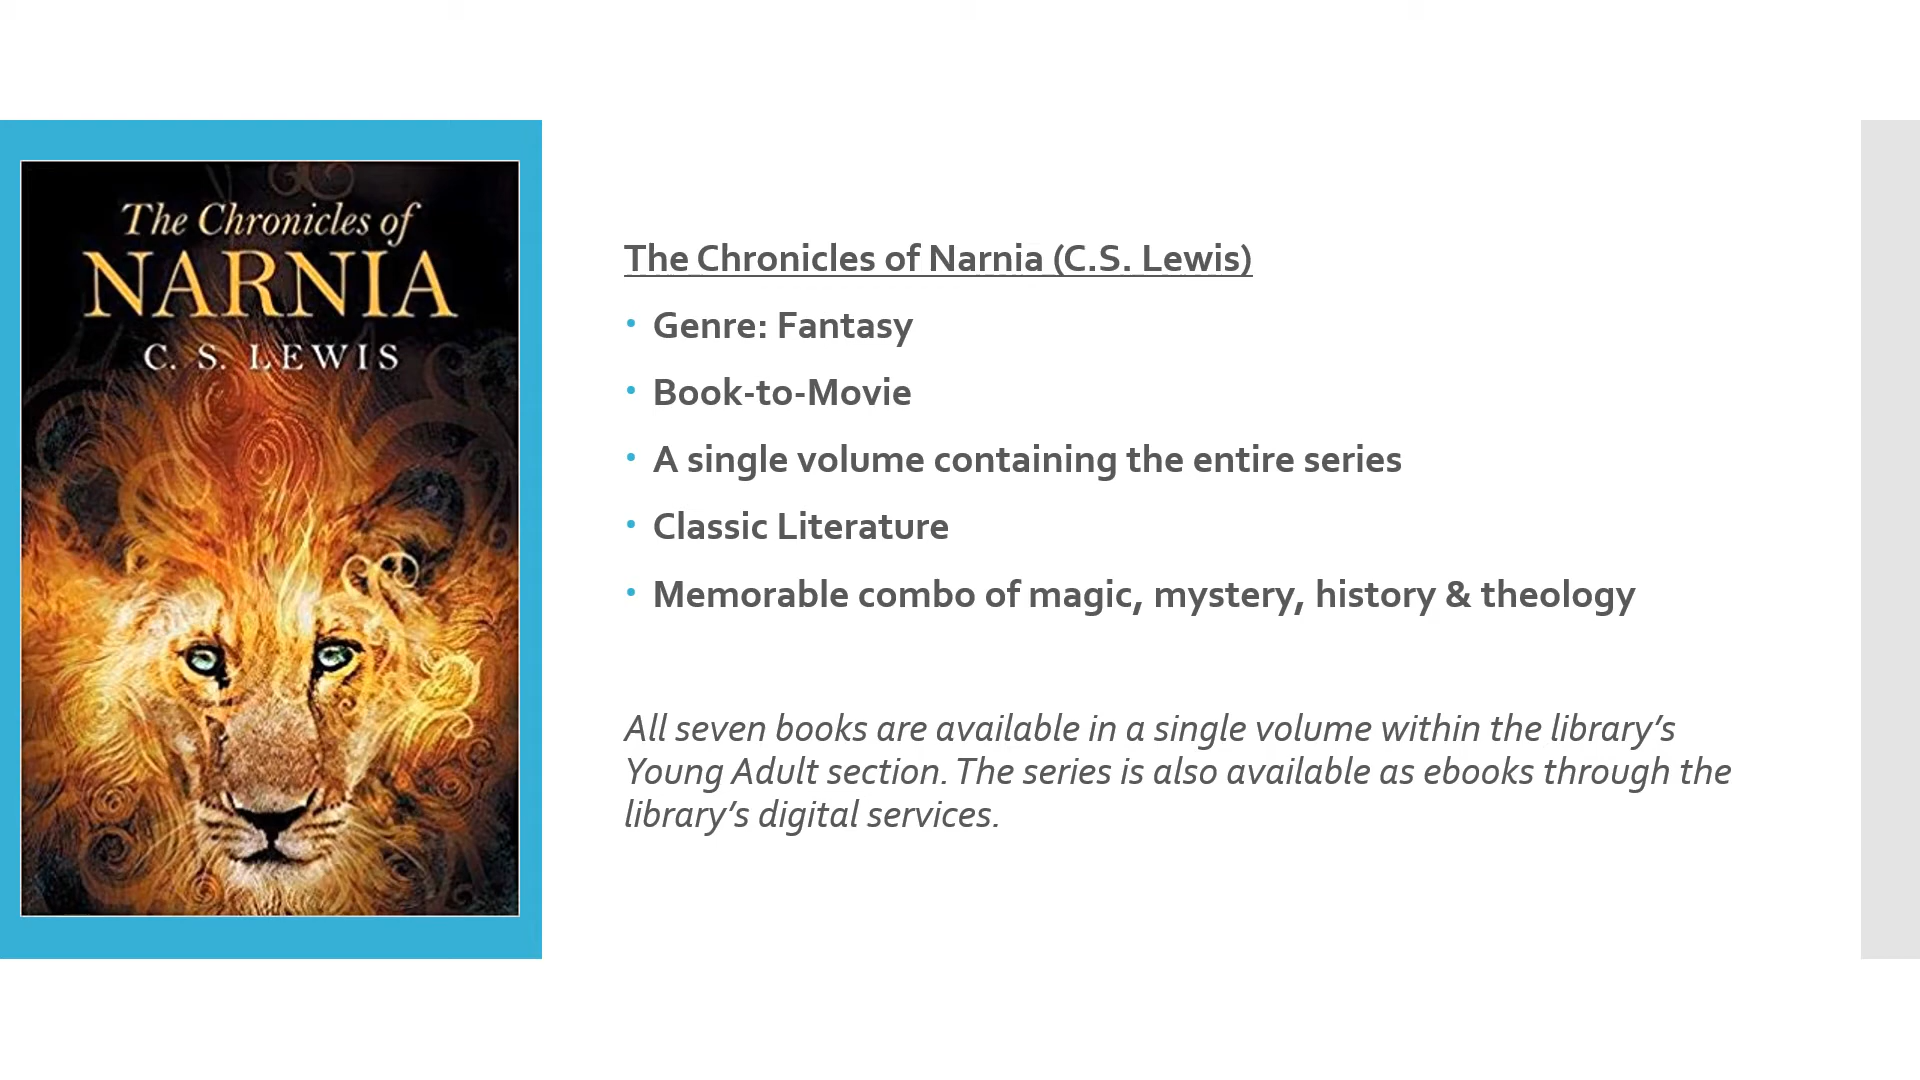 The Chronicles of
NARNIA
C. S. LEWIS
The Chronicles of Narnia (C.S. Lewis)
• Genre: Fantasy
• Book-to-Movie
• A single volume containing the entire series
• Classic Literature
• Memorable combo of magic, mystery, history & theology
All seven books are available in a single volume within the library’s
Young Adult section. The series is also available as ebooks through the
library’s digital services.